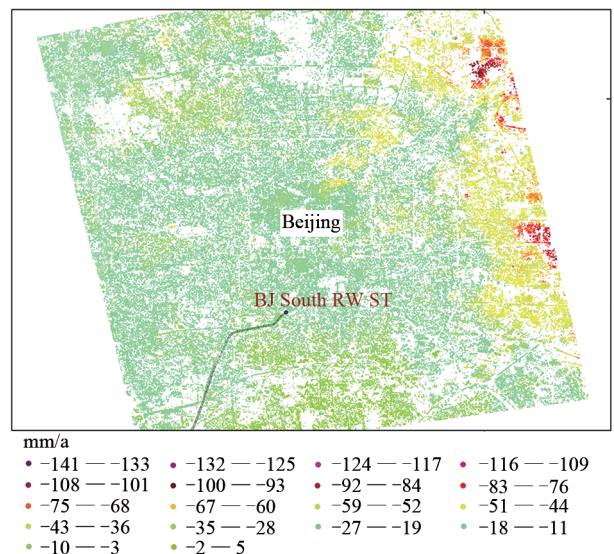 Beijing
BJ South RW ST
mm/a
−141 — −133 −132 — −125 −124 — −117 −116 — −109
−108 — −101 −100 — −93 −92 — −84 −83 — −76
−75 — −68 −67 — −60 −59 — −52 −51 — −44
−43 — −36 −35 — −28 −27 — −19 −18 — −11
−10 — −3 −2 — 5